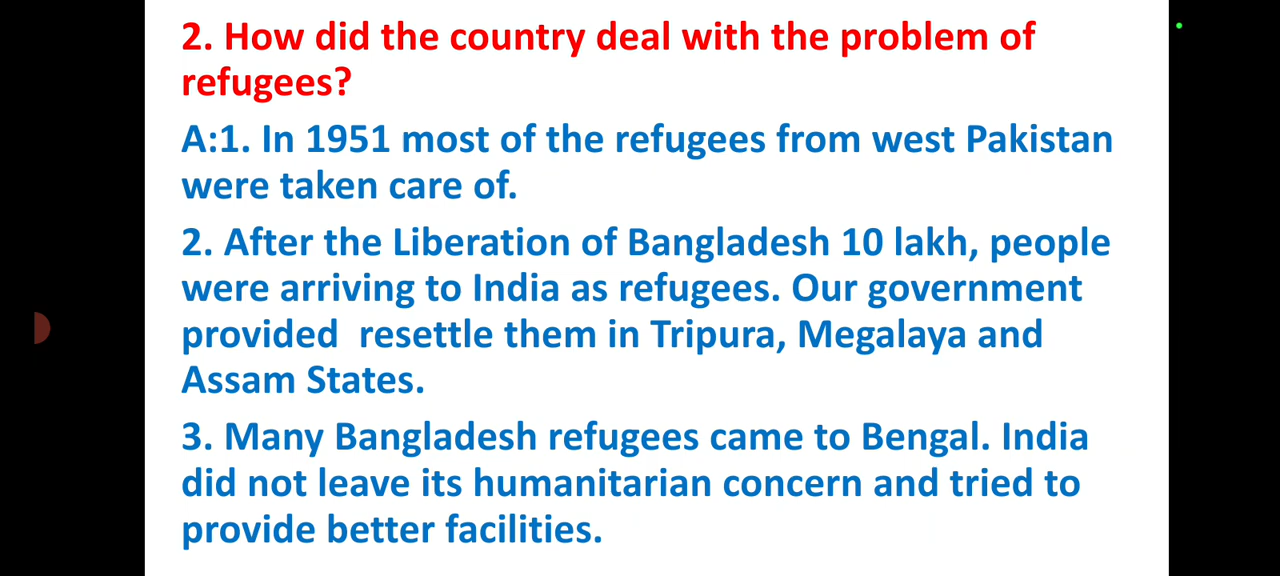 2. How did the country deal with the problem of
refugees?
A:1. In 1951 most of the refugees from west Pakistan
were taken care of.
2. After the Liberation of Bangladesh 10 lakh, people
were arriving to India as refugees. Our government
provided  resettle them in Tripura, Megalaya and
Assam States.
3. Many Bangladesh refugees came to Bengal. India
did not leave its humanitarian concern and tried to
provide better facilities.